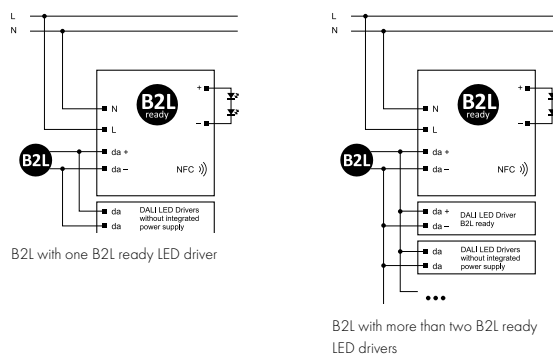 L
N
B2L
ready
+
–
N
L
B2L
da +
da –
NFC
da
da
DALI LED Drivers
without integrated
power supply
B2L with one B2L ready LED driver
L
N
B2L
ready
+
–
N
L
B2L
da +
da –
NFC
da +
da –
DALI LED Driver
B2L ready
da
da
DALI LED Drivers
without integrated
power supply
B2L with more than two B2L ready
LED drivers